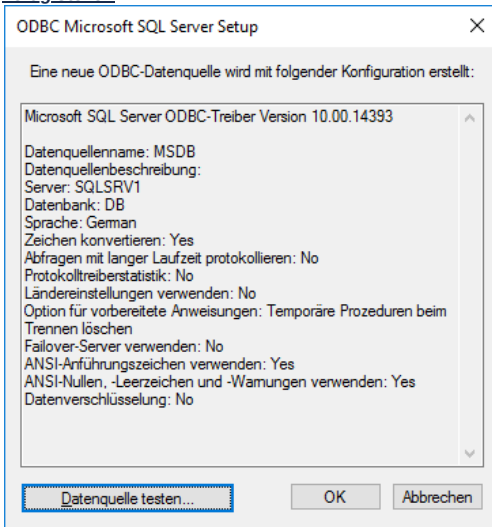 ODBC Microsoft SQL Server Setup
Eine neue ODBC-Datenquelle wird mit folgender Konfiguration erstellt:
Microsoft SQL Server ODBC-Treiber Version 10.00.14393
Datenquellenname: MSDB
Datenquellenbeschreibung:
Server: SQLSRV1
Datenbank: DB
Sprache: German
Zeichen konvertieren: Yes
Abfragen mit langer Laufzeit protokollieren: No
Protokolltreiberstatistik: No
Ländereinstellungen verwenden: No
Option für vorbereitete Anweisungen: Temporäre Prozeduren beim
Trennen löschen
Failover-Server verwenden: No
ANSI-Anführungszeichen verwenden: Yes
ANSI-Nullen, -Leerzeichen und -Warnungen verwenden: Yes
Datenverschlüsselung: No
Datenquelle testen...
OK
Abbrechen